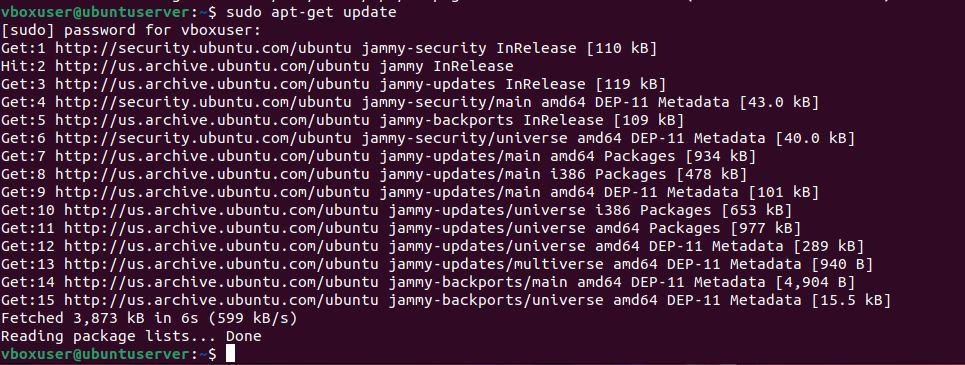 vboxuser@ubuntuserver:~$ sudo apt-get update
[sudo] password for vboxuser:
Get:1 http://security.ubuntu.com/ubuntu jammy-security InRelease [110 kB]
Hit:2 http://us.archive.ubuntu.com/ubuntu jammy InRelease
Get:3 http://us.archive.ubuntu.com/ubuntu jammy-updates InRelease [119 kB]
Get:4 http://security.ubuntu.com/ubuntu jammy-security/main amd64 DEP-11 Metadata [43.0 kB]
Get:5 http://us.archive.ubuntu.com/ubuntu jammy-backports InRelease [109 kB]
Get:6 http://security.ubuntu.com/ubuntu jammy-security/universe amd64 DEP-11 Metadata [40.0 kB]
Get:7 http://us.archive.ubuntu.com/ubuntu jammy-updates/main amd64 Packages [934 kB]
Get:8 http://us.archive.ubuntu.com/ubuntu jammy-updates/main i386 Packages [478 kB]
Get:9 http://us.archive.ubuntu.com/ubuntu jammy-updates/main amd64 DEP-11 Metadata [101 kB]
Get:10 http://us.archive.ubuntu.com/ubuntu jammy-updates/universe i386 Packages [653 kB]
Get:11 http://us.archive.ubuntu.com/ubuntu jammy-updates/universe amd64 Packages [977 kB]
Get:12 http://us.archive.ubuntu.com/ubuntu jammy-updates/universe amd64 DEP-11 Metadata [289 kB]
Get:13 http://us.archive.ubuntu.com/ubuntu jammy-updates/multiverse amd64 DEP-11 Metadata [940 B]
Get:14 http://us.archive.ubuntu.com/ubuntu jammy-backports/main amd64 DEP-11 Metadata [4,904 B]
Get:15 http://us.archive.ubuntu.com/ubuntu jammy-backports/universe amd64 DEP-11 Metadata [15.5 kB]
Fetched 3,873 kB in 6s (599 kB/s)
Reading package lists... Done
vboxuser@ubuntuserver:~$